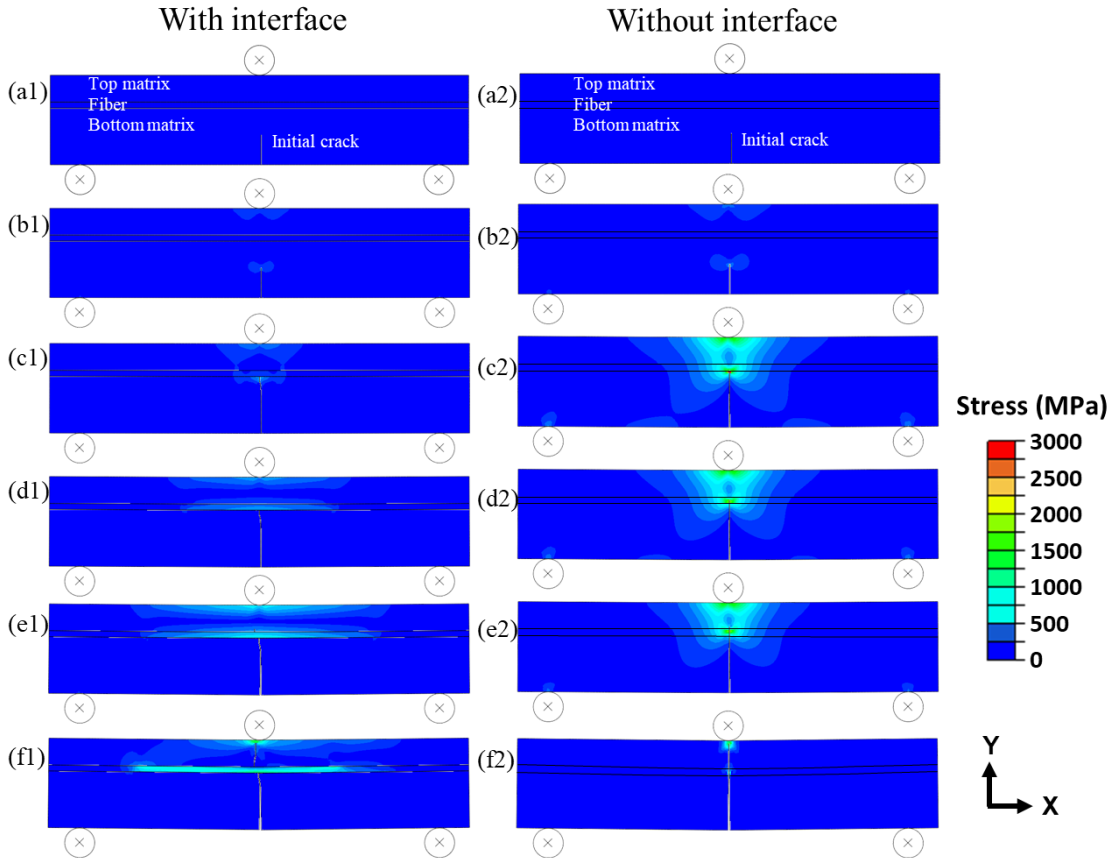 With interface
Without interface
(a1)
Top matrix
Fiber
Bottom matrix
Initial crack
(a2)
Top matrix
Fiber
Bottom matrix
Initial crack
(b1)
(b2)
(c1)
(c2)
(d1)
(d2)
(e1)
(e2)
(f1)
(f2)
Stress (MPa)
3000
2500
2000
1500
1000
500
0
Y
X